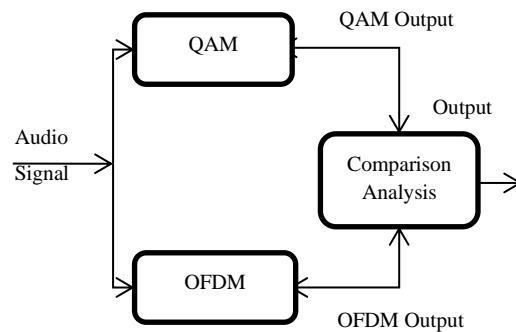 QAM Output
QAM
Output
Audio
Signal
Comparison
Analysis
OFDM
OFDM Output